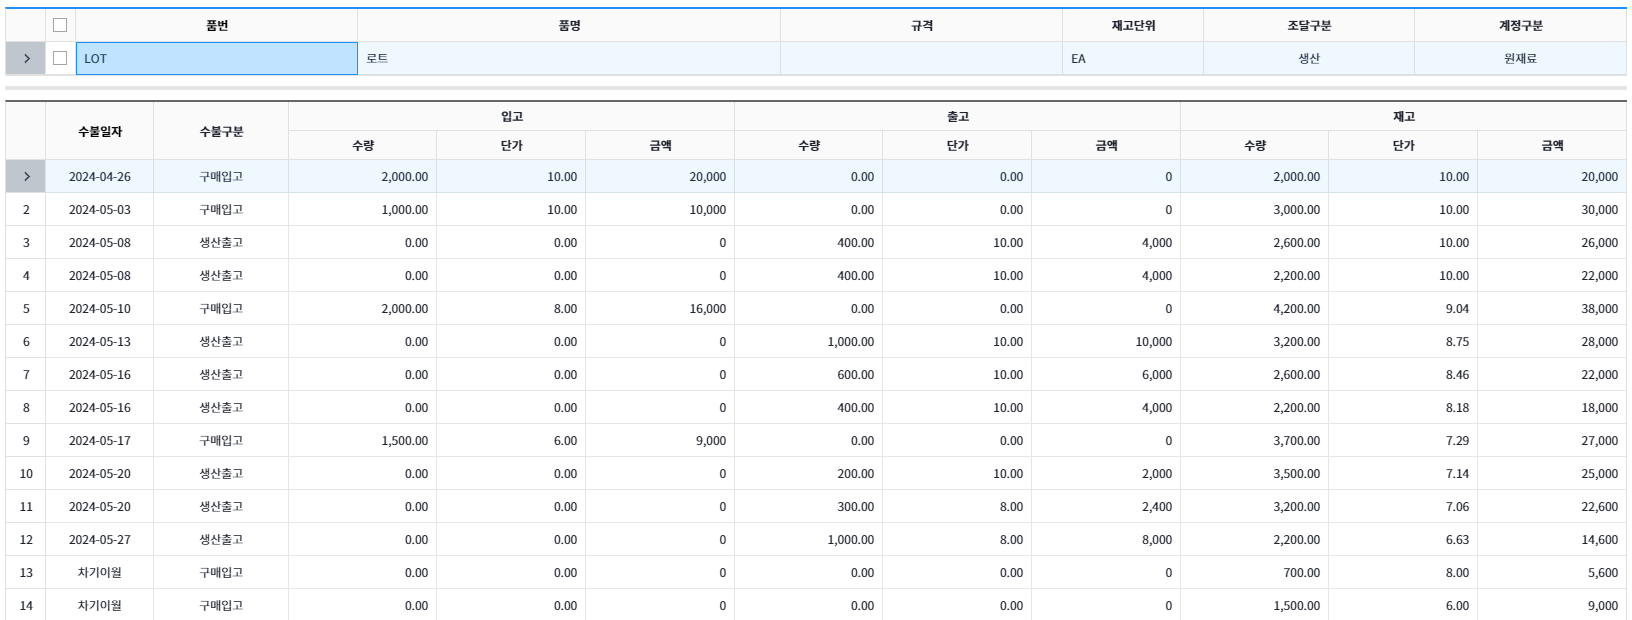 품번 품명 규격 재고단위 조달구분 계정구분
LOT 로트 EA 생산 원재료
수불일자 수불구분 입고 출고 재고
수량 단가 금액 수량 단가 금액 수량 단가 금액
2024-04-26 구매입고 2,000.00 10.00 20,000 0.00 0.00 0 2,000.00 10.00 20,000
2 2024-05-03 구매입고 1,000.00 10.00 10,000 0.00 0.00 0 3,000.00 10.00 30,000
3 2024-05-08 생산출고 0.00 0.00 0 400.00 10.00 4,000 2,600.00 10.00 26,000
4 2024-05-08 생산출고 0.00 0.00 0 400.00 10.00 4,000 2,200.00 10.00 22,000
5 2024-05-10 구매입고 2,000.00 8.00 16,000 0.00 0.00 0 4,200.00 9.04 38,000
6 2024-05-13 생산출고 0.00 0.00 0 1,000.00 10.00 10,000 3,200.00 8.75 28,000
7 2024-05-16 생산출고 0.00 0.00 0 600.00 10.00 6,000 2,600.00 8.46 22,000
8 2024-05-16 생산출고 0.00 0.00 0 400.00 10.00 4,000 2,200.00 8.18 18,000
9 2024-05-17 구매입고 1,500.00 6.00 9,000 0.00 0.00 0 3,700.00 7.29 27,000
10 2024-05-20 생산출고 0.00 0.00 0 200.00 10.00 2,000 3,500.00 7.14 25,000
11 2024-05-20 생산출고 0.00 0.00 0 300.00 8.00 2,400 3,200.00 7.06 22,600
12 2024-05-27 생산출고 0.00 0.00 0 1,000.00 8.00 8,000 2,200.00 6.63 14,600
13 차기이월 구매입고 0.00 0.00 0 0.00 0.00 0 700.00 8.00 5,600
14 차기이월 구매입고 0.00 0.00 0 0.00 0.00 0 1,500.00 6.00 9,000